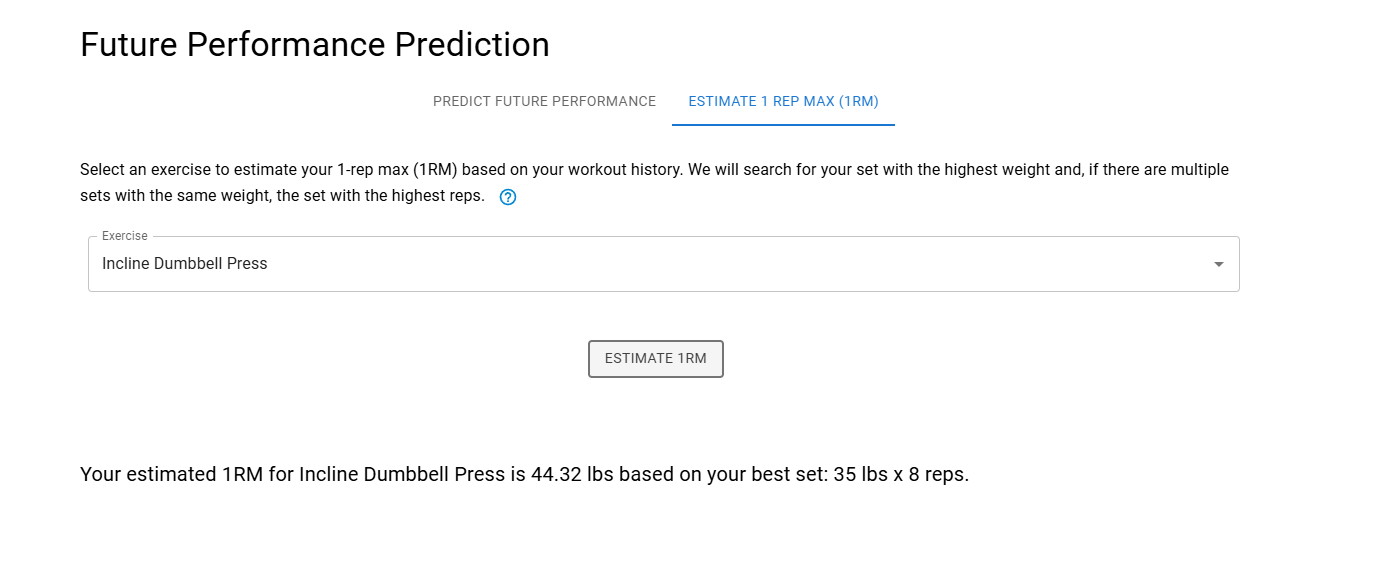 Future Performance Prediction
PREDICT FUTURE PERFORMANCE
ESTIMATE 1 REP MAX (1RM)
Select an exercise to estimate your 1-rep max (1RM) based on your workout history. We will search for your set with the highest weight and, if there are multiple
sets with the same weight, the set with the highest reps. ?
Exercise
Incline Dumbbell Press
ESTIMATE 1RM
Your estimated 1RM for Incline Dumbbell Press is 44.32 lbs based on your best set: 35 lbs x 8 reps.